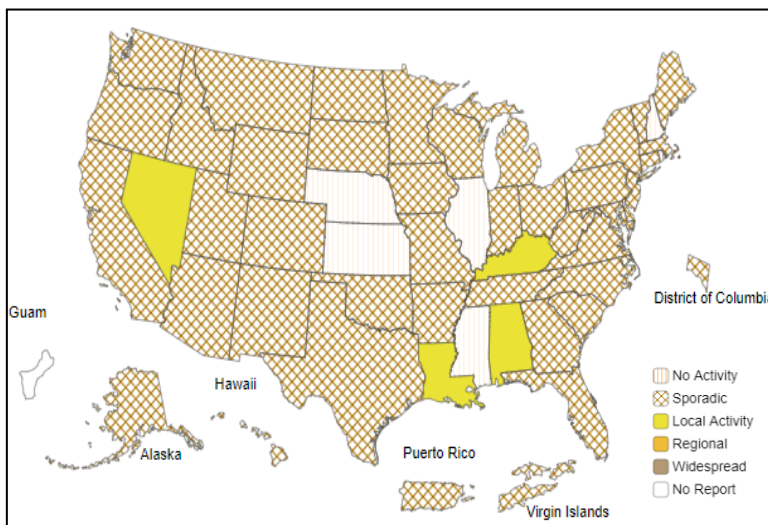 District of Columbia
Guam
Hawaii
Alaska
Puerto Rico
Virgin Islands
No Activity
Sporadic
Local Activity
Regional
Widespread
No Report